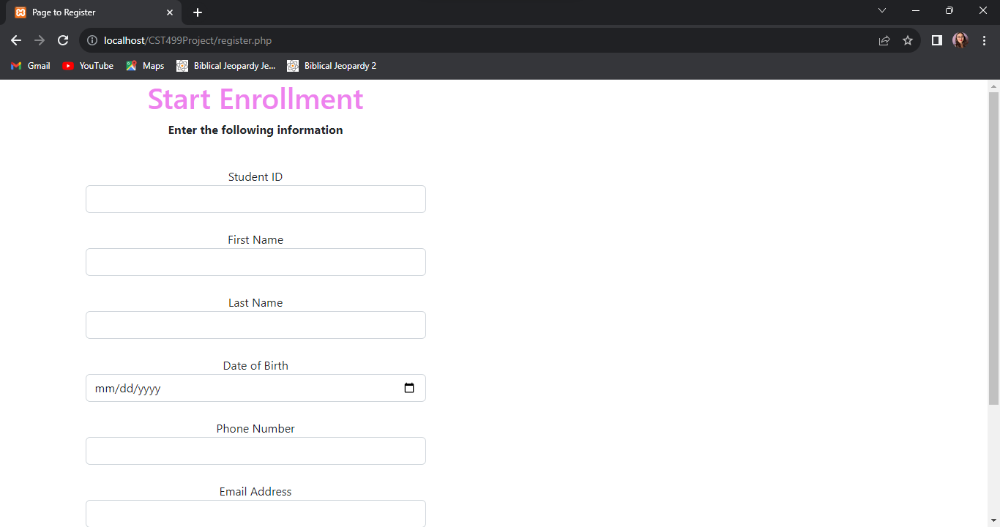 Page to Register
localhost/CST499Project/register.php
Gmail YouTube Maps Biblical Jeopardy Je... Biblical Jeopardy 2
Start Enrollment
Enter the following information
Student ID
First Name
Last Name
Date of Birth
mm/dd/yyyy
Phone Number
Email Address